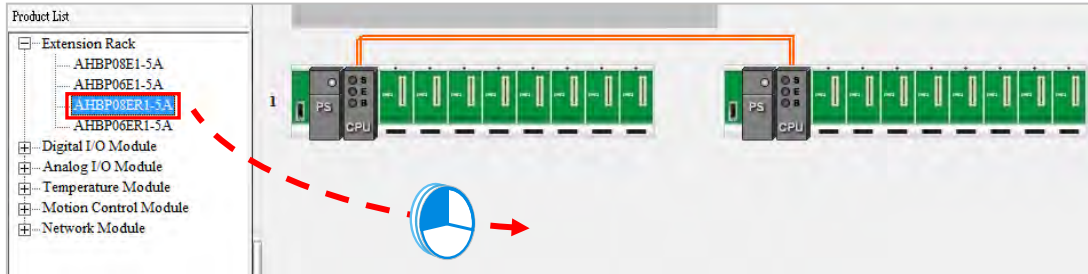 Product List
Extension Rack
AHBP08E1-5A
AHBP06E1-5A
AHBP08ER1-5A
AHBP06ER1-5A
Digital I/O Module
Analog I/O Module
Temperature Module
Motion Control Module
Network Module
1
PS
S
E
B
CPU
PS
S
E
B
CPU